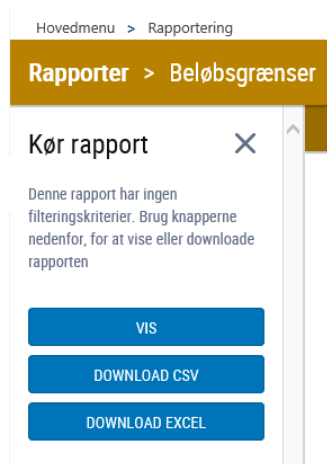 Hovedmenu > Rapportering
Rapporter > Beløbsgrænser
Kør rapport
Denne rapport har ingen
filtreringskriterier. Brug knapperne
nedenfor, for at vise eller downloade
rapporten
VIS
DOWNLOAD CSV
DOWNLOAD EXCEL